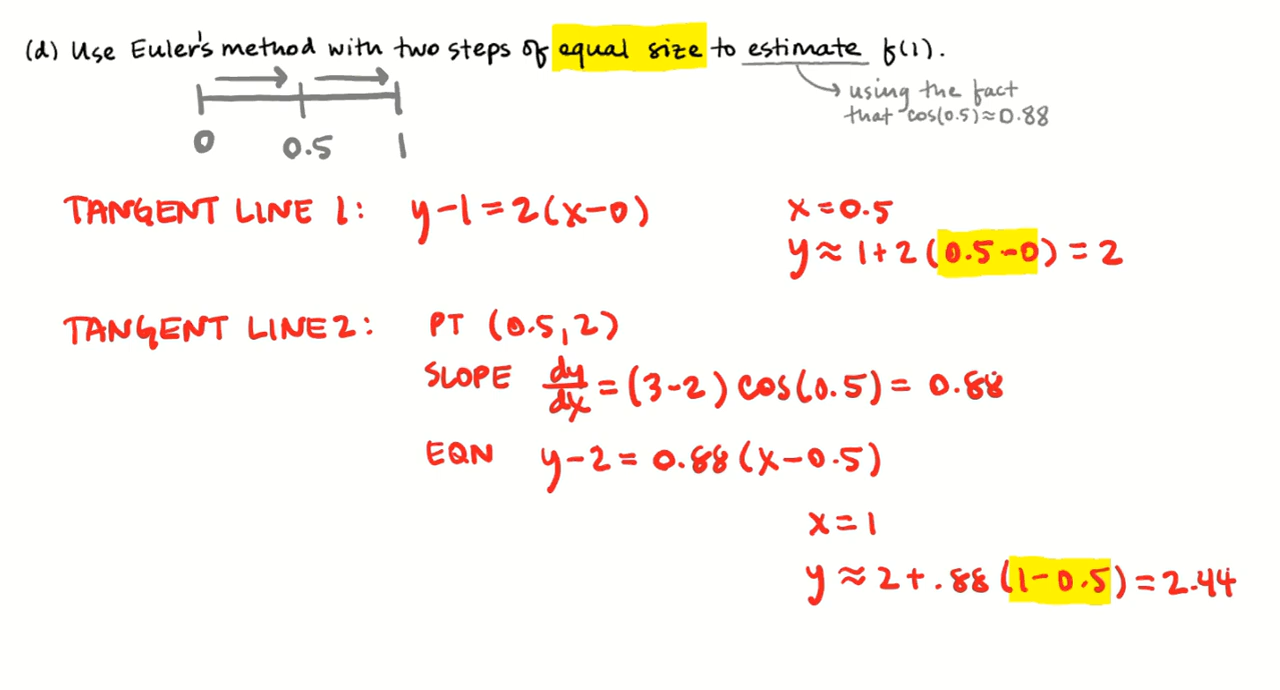 (d) Use Euler's method with two steps of equal size to estimate f(1).
using the fact
that cos(0.5)≈0.88
0 0.5 1
TANGENT LINE 1: y-1=2(x-0) x=0.5
y≈ 1+2(0.5-0)=2
TANGENT LINE 2: PT (0.5,2)
SLOPE dy/dx=(3-2)cos(0.5)= 0.88
EQN y-2=0.88(x-0.5)
x=1
y≈2+.88(1-0.5)=2.44